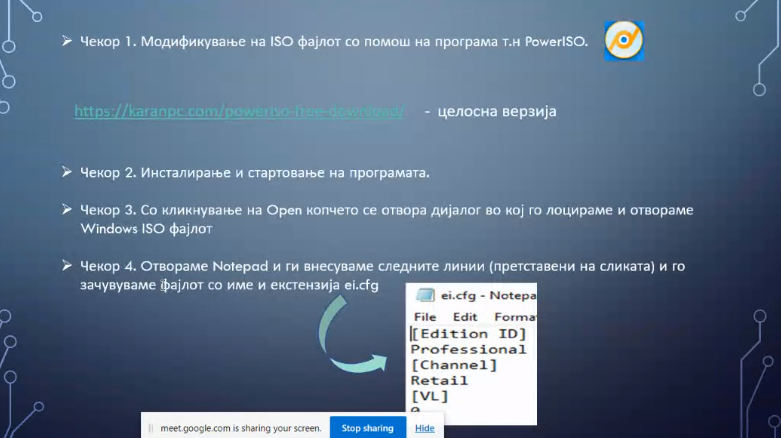 Чекор 1. Модификување на ISO фајлот со помош на програма т.н PowerISO.
https://karanpc.com/poweriso-free-download/ - целосна верзија
Чекор 2. Инсталирање и стартовање на програмата.
Чекор 3. Со кликнување на Open копчето се отвора дијалог во кој го лоцираме и отвораме
Windows ISO фајлот
Чекор 4. Отвораме Notepad и ги внесуваме следните линии (претставени на сликата) и го
зачувуваме фајлот со име и екстензија ei.cfg
ei.cfg - Notepa
File Edit Forma
[Edition ID]
Professional
[Channel]
Retail
[VL]
0
meet.google.com is sharing your screen. Stop sharing Hide